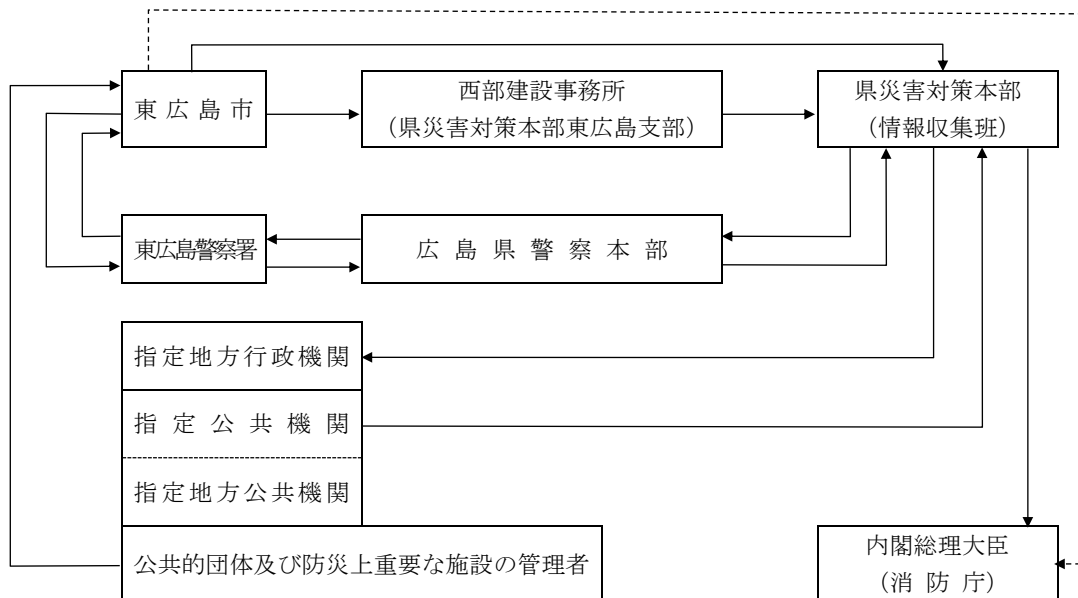 東広島市
西部建設事務所
（県災害対策本部東広島支部）
県災害対策本部
（情報収集班）
東広島警察署
広島県警察本部
指定地方行政機関
指定公共機関
指定地方公共機関
公共的団体及び防災上重要な施設の管理者
内閣総理大臣
（消防庁）